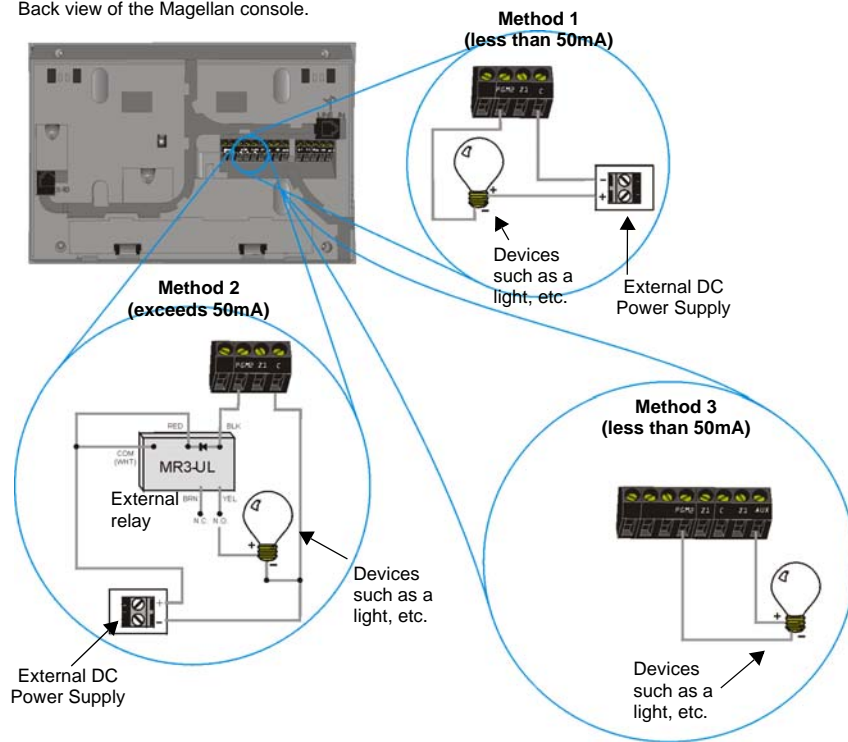 Back view of the Magellan console.
Method 1
(less than 50mA)
PGM2 Z1 C
Devices
such as a
light, etc.
External DC
Power Supply
- 
+
+
-
Method 2
(exceeds 50mA)
PGM2 Z1 C
RED
BLK
COM
(WHT)
MR3-UL
External
relay
BRN
YEL
N.C. N.O.
+
-
+
-
Devices
such as a
light, etc.
External DC
Power Supply
Method 3
(less than 50mA)
PGM2 Z1 C Z1 AUX
+
-
Devices
such as a
light, etc.